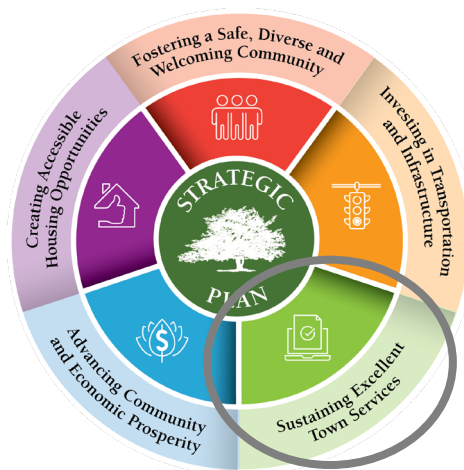 Fostering a Safe, Diverse and
Welcoming Community
Investing in Transportation
and Infrastructure
Sustaining Excellent
Town Services
Advancing Community
and Economic Prosperity
Creating Accessible
Housing Opportunities
STRATEGIC
PLAN
$